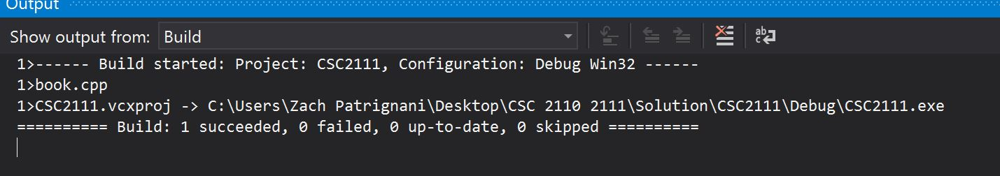 Output
Show output from: Build
1>------ Build started: Project: CSC2111, Configuration: Debug Win32 ------
1>book.cpp
1>CSC2111.vcxproj -> C:\Users\Zach Patrignani\Desktop\CSC 2110 2111\Solution\CSC2111\Debug\CSC2111.exe
========== Build: 1 succeeded, 0 failed, 0 up-to-date, 0 skipped ==========